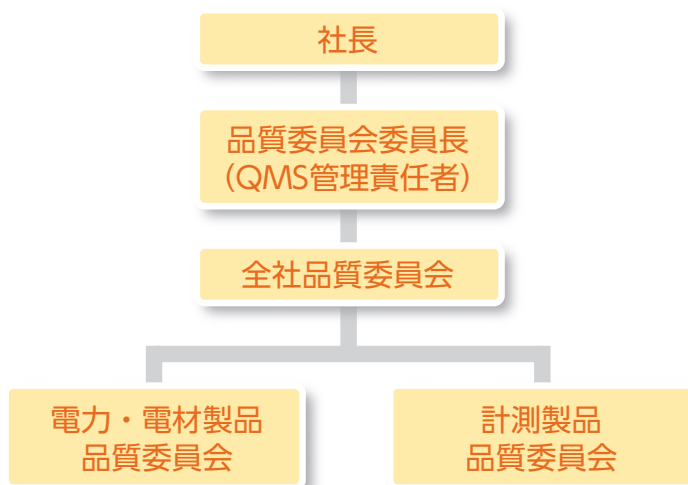 社長
品質委員会委員長
（QMS管理責任者）
全社品質委員会
電力・電材製品
品質委員会
計測製品
品質委員会